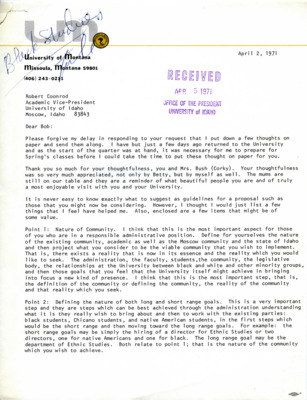 Black Studies
UM
University of Montana
Missoula, Montana 59801
(406) 243-0211
April 2, 1971
RECEIVED
APR 5 1971
OFFICE OF THE PRESIDENT
UNIVERSITY OF IDAHO
Robert Coonrod
Academic Vice-President
University of Idaho
Moscow, Idaho 83843
Dear Bob:
Please forgive my delay in responding to your request that I put down a few thoughts on
paper and send them along. I have but just a few days ago returned to the University
and as the start of the quarter was at hand, it was necessary for me to prepare for
Spring's classes before I could take the time to put these thought on paper for you.
Thank you so much for your thoughtfulness, you and Mrs. Rush (Corky). Your thoughtfulness
was so very much appreciated, not only by Betty, but by myself as well. The mums are
still on our table and they are a reminder of what beautiful people you are and of truly
a most enjoyable visit with you and your University.
It is never easy to know exactly what to suggest as guidelines for a proposal such as
those that you might now be considering. However, I thought I would just list a few
things that I feel have helped me. Also, enclosed are a few items that might be of
some value.
Point 1: Nature of Community. I think that this is the most important aspect for those
of you who are in a responsible administrative position. Define for yourselves the nature
of the existing community, academic as well as the Moscow community and the state of Idaho
and then project what you consider to be the viable community that you wish to implement.
That is, there exists a reality that is now in its essence and the reality which you would
like to seek. The administration, the faculty, students, the community, the legislative
body, the relationship at the University between black and white and other minority groups,
and then those goals that you feel that the University itself might achieve in bringing
into focus a new kind of presence. I think that this is the most important step, that is,
the definition of the community or defining the community, the reality of the community
and that reality which you seek.
Point 2: Defining the nature of both long and short range goals. This is a very important
step and they are steps which can be best achieved through the administration understanding
what it is they really wish to bring about and then to work with the existing parties:
black students, Chicano students, and native American students, in the first steps which
would be the short range and then moving toward the long range goals. For example: the
short range goals may be simply the hiring of a director for Ethnic Studies or two
directors, one for native Americans and one for black. The long range goal may be the
department of Ethnic Studies. Both relate to point 1; that is the nature of the community
which you wish to achieve.